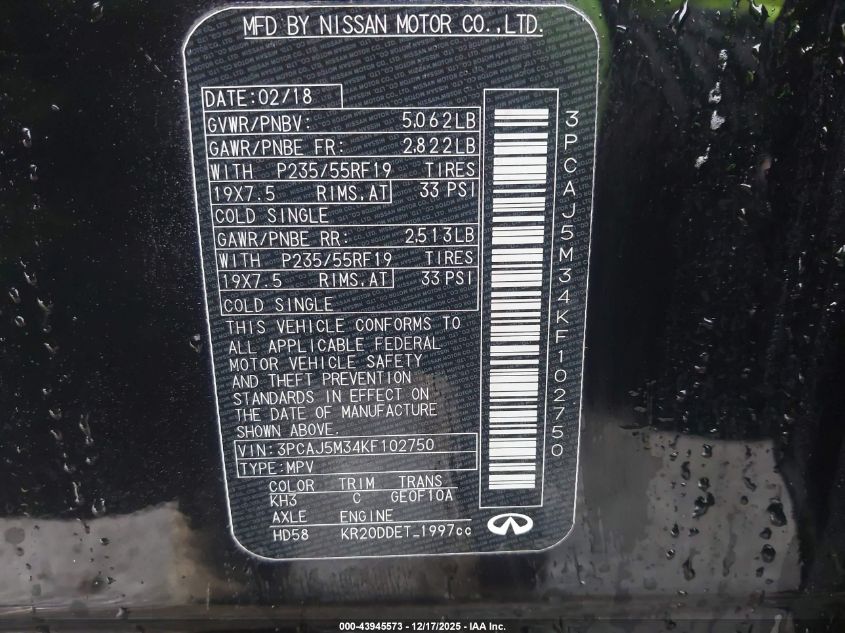 MFD BY NISSAN MOTOR CO.,LTD.
DATE:02/18
GVWR/PNBV: 5,062LB
GAWR/PNBE FR: 2,822LB
WITH P235/55RF19 TIRES
19X7.5 RIMS,AT 33 PSI
COLD SINGLE
GAWR/PNBE RR: 2,513LB
WITH P235/55RF19 TIRES
19X7.5 RIMS,AT 33 PSI
COLD SINGLE
THIS VEHICLE CONFORMS TO
ALL APPLICABLE FEDERAL
MOTOR VEHICLE SAFETY
AND THEFT PREVENTION
STANDARDS IN EFFECT ON
THE DATE OF MANUFACTURE
SHOWN ABOVE.
VIN:3PCAJ5M34KF102750
TYPE:MPV
COLOR TRIM TRANS
KH3 C GE0F10A
AXLE ENGINE
HD58 KR20DDET_1997cc
3PCAJ5M34KF102750
000-43945573 - 12/17/2025 - IAA Inc.